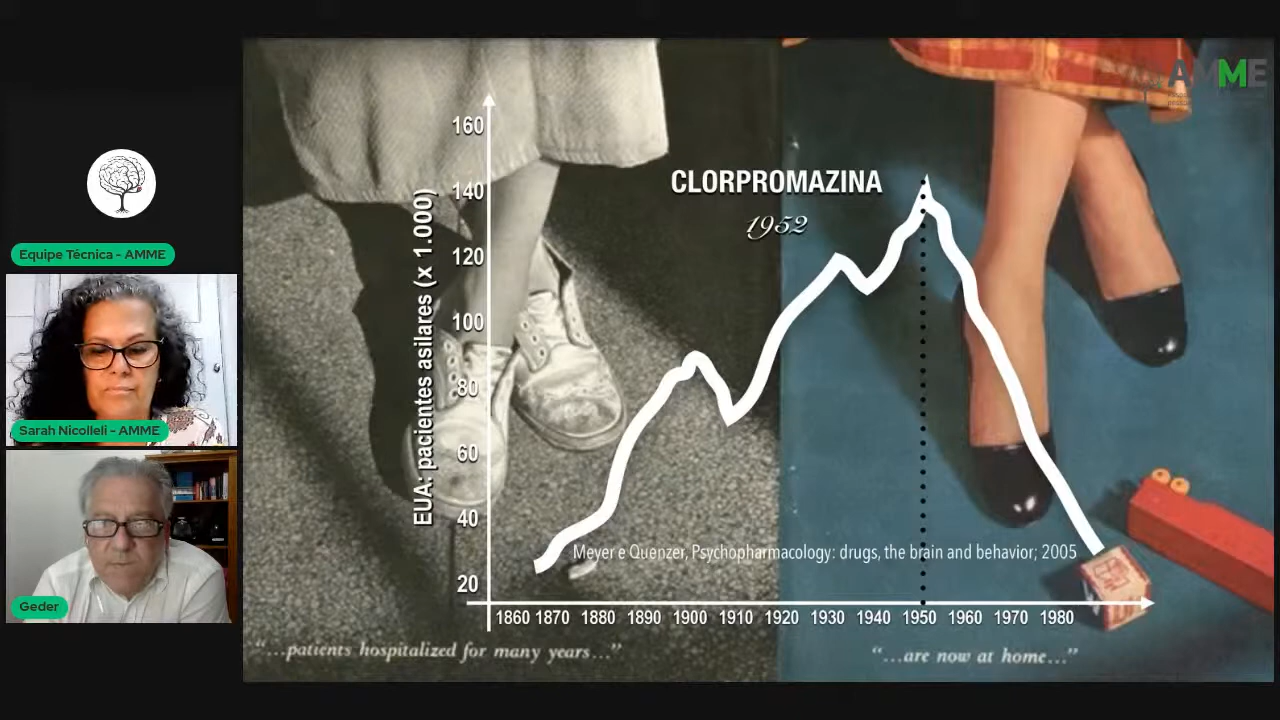 Equipe Técnica - AMME
Sarah Nicolleli - AMME
Geder
AMME
CLORPROMAZINA
1952
EUA: pacientes asilares (x 1.000)
160
140
120
100
80
60
40
20
Meyer e Quenzer, Psychopharmacology: drugs, the brain and behavior; 2005
1860 1870 1880 1890 1900 1910 1920 1930 1940 1950 1960 1970 1980
“...patients hospitalized for many years...”
“...are now at home...”